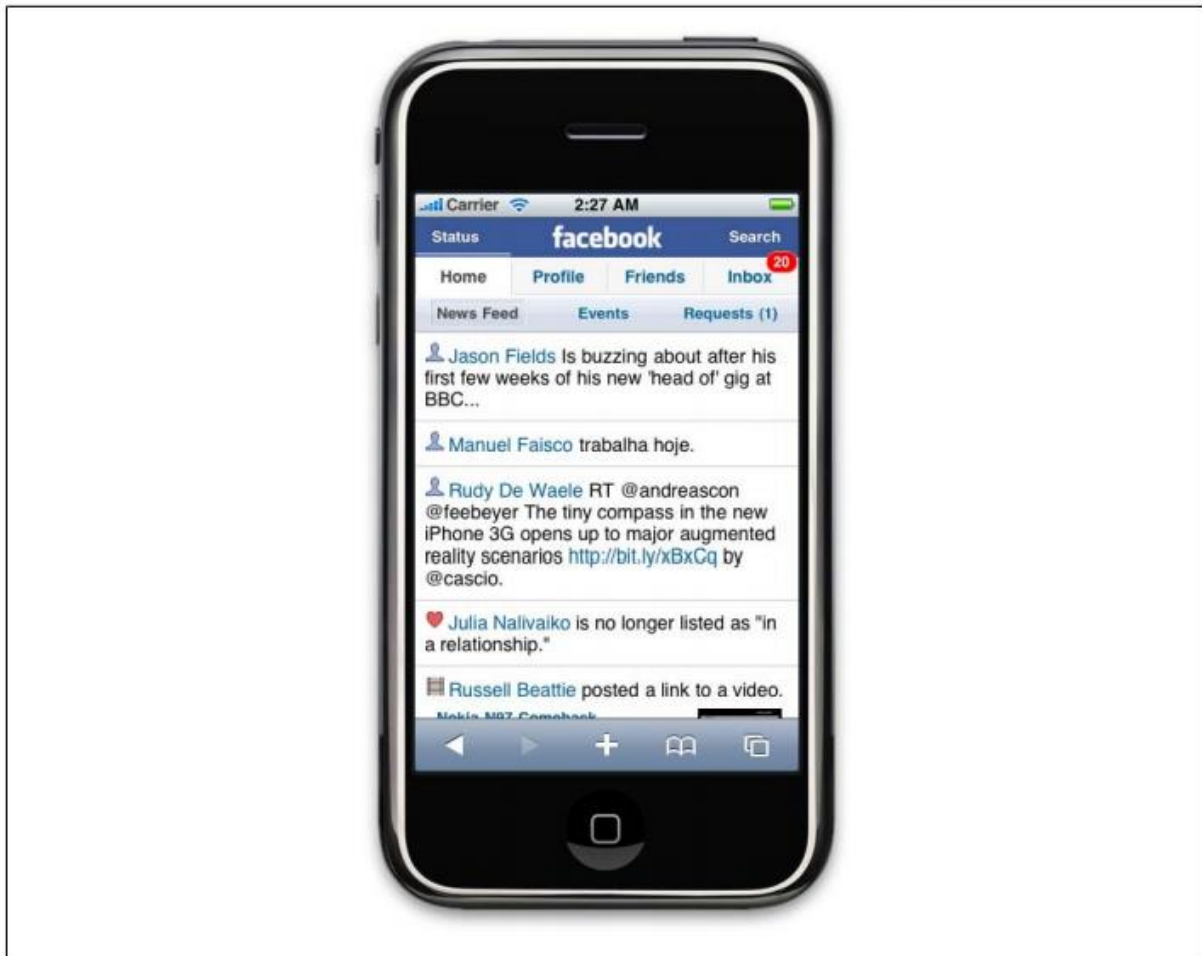 Carrier 2:27 AM
Status facebook Search
Home Profile Friends Inbox 20
News Feed Events Requests (1)
Jason Fields Is buzzing about after his
first few weeks of his new 'head of' gig at
BBC...
Manuel Faisco trabalha hoje.
Rudy De Waele RT @andreascon
@feebeyer The tiny compass in the new
iPhone 3G opens up to major augmented
reality scenarios http://bit.ly/xBxCq by
@cascio.
Julia Nalivaiko is no longer listed as "in
a relationship."
Russell Beattie posted a link to a video.
Nokia N97 Comeback